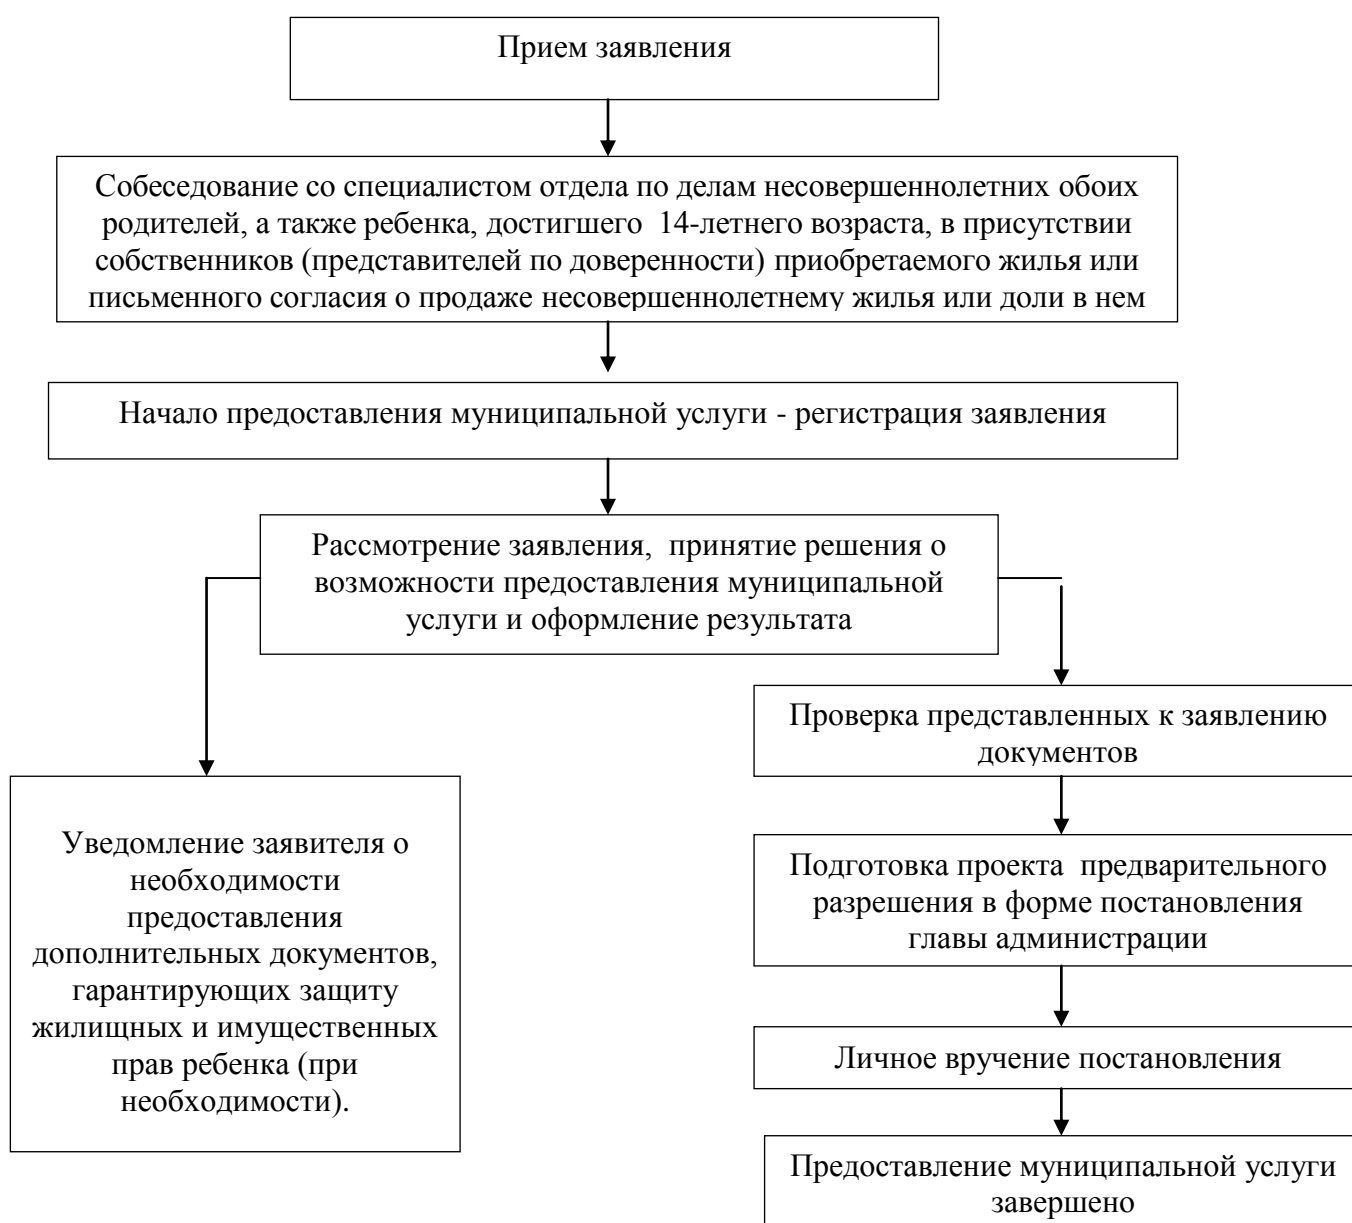 Прием заявления
Собеседование со специалистом отдела по делам несовершеннолетних обоих
родителей, а также ребенка, достигшего 14-летнего возраста, в присутствии
собственников (представителей по доверенности) приобретаемого жилья или
письменного согласия о продаже несовершеннолетнему жилья или доли в нем
Начало предоставления муниципальной услуги - регистрация заявления
Рассмотрение заявления, принятие решения о
возможности предоставления муниципальной
услуги и оформление результата
Уведомление заявителя о
необходимости
предоставления
дополнительных документов,
гарантирующих защиту
жилищных и имущественных
прав ребенка (при
необходимости).
Проверка представленных к заявлению
документов
Подготовка проекта предварительного
разрешения в форме постановления
главы администрации
Личное вручение постановления
Предоставление муниципальной услуги
завершено